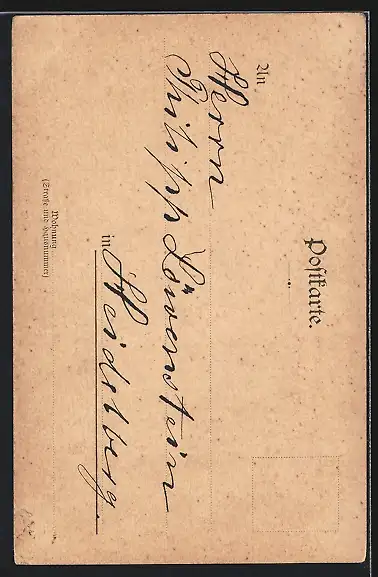 Postkarte.
An
Herrn
Philipp Löwenstein
in Heidelberg
Wohnung
(Straße und Hausnummer)